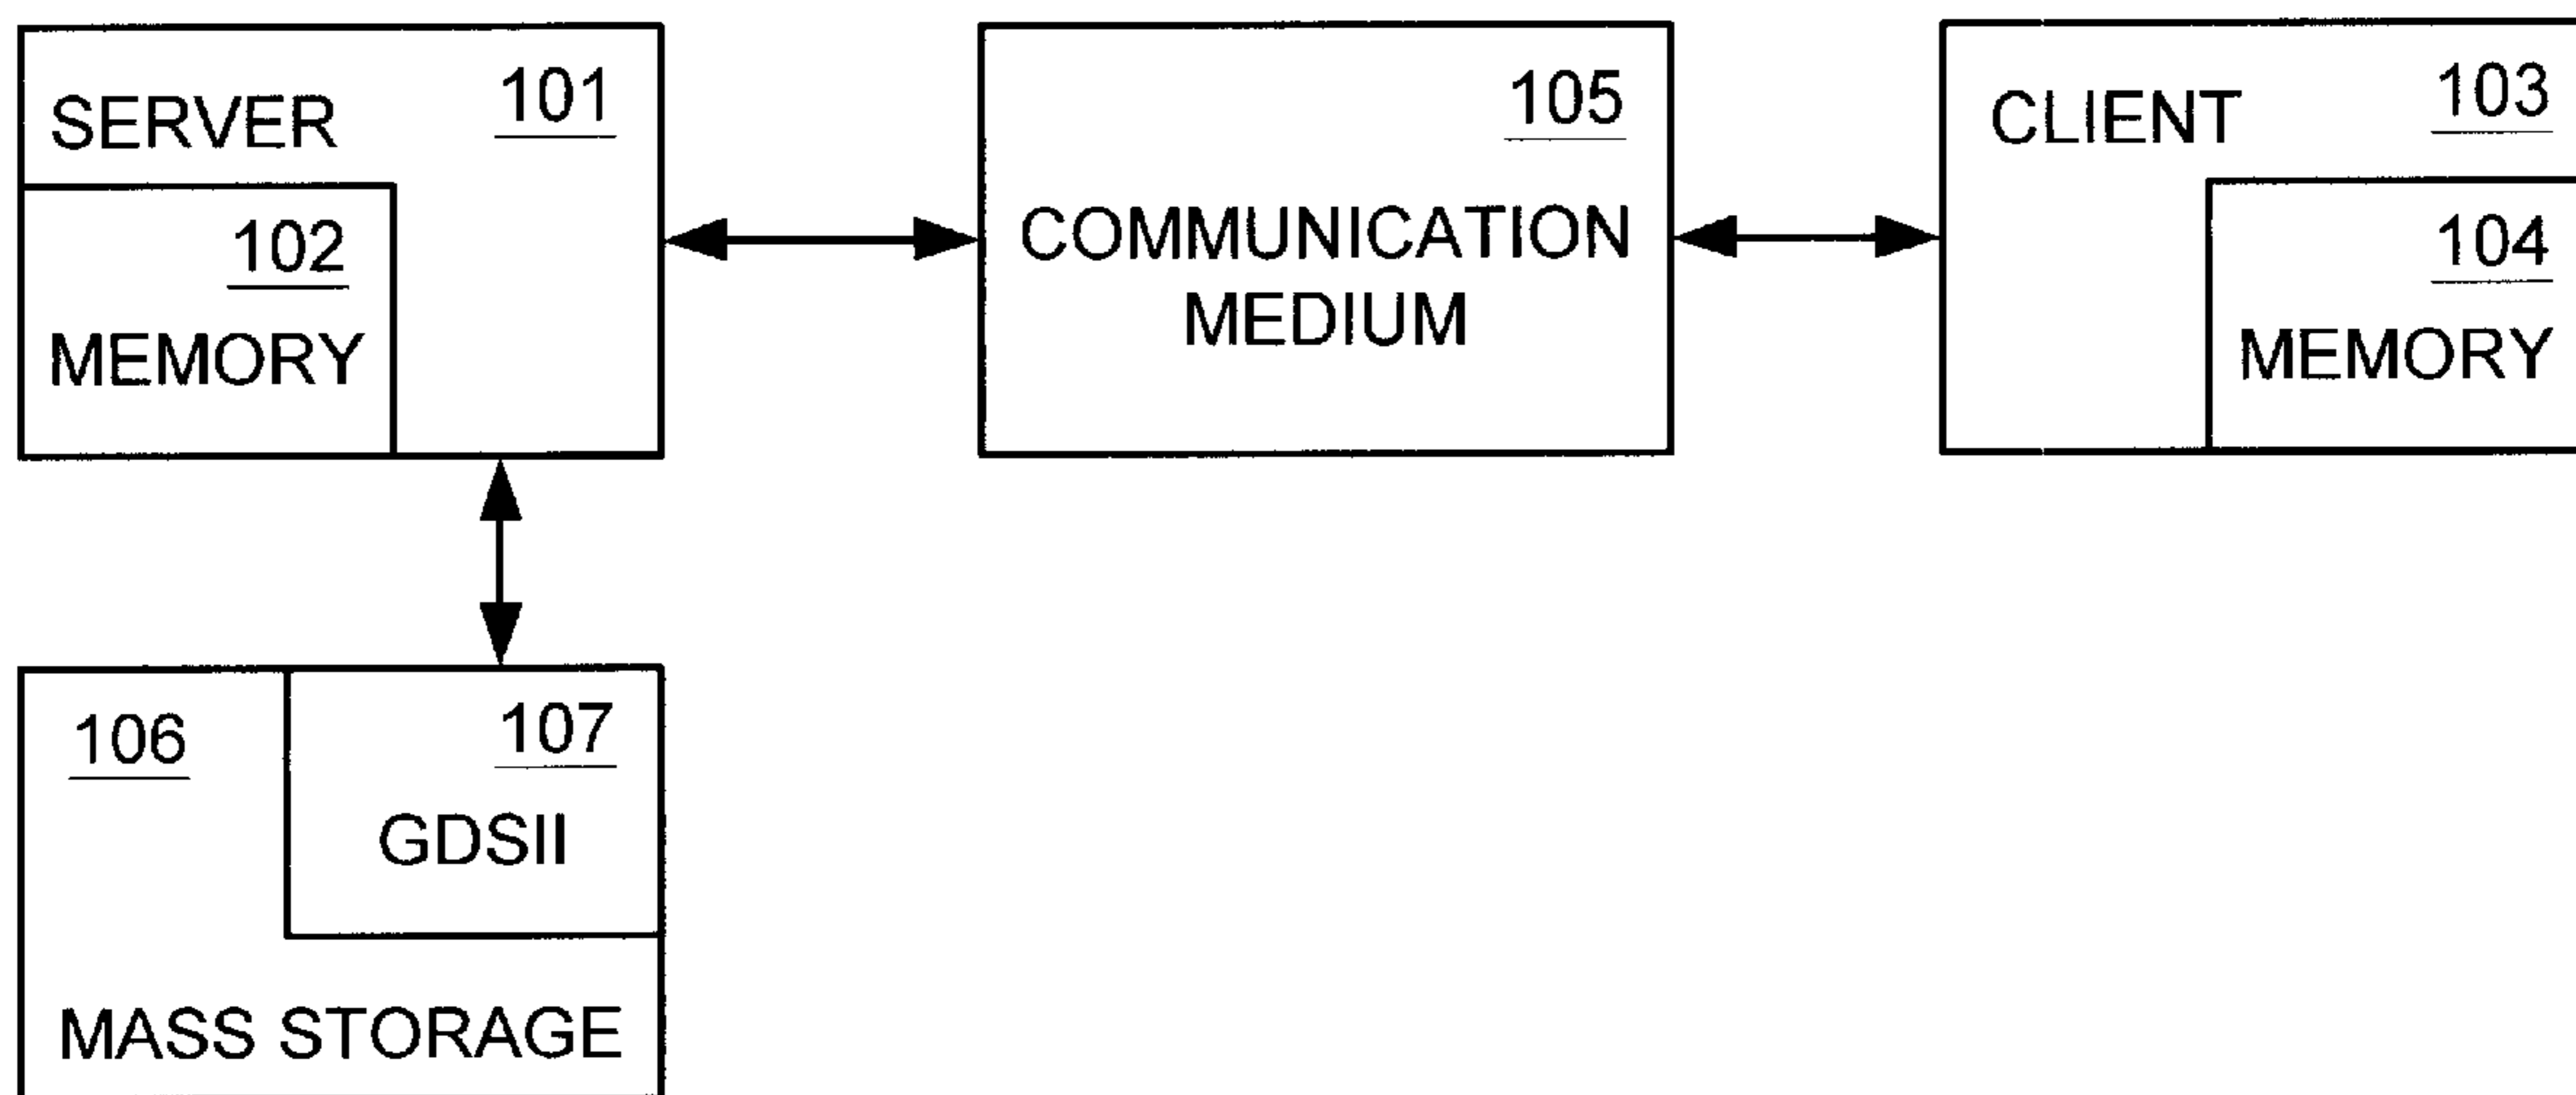 SERVER
101
102
MEMORY
105
COMMUNICATION
MEDIUM
CLIENT
103
104
MEMORY
106
107
GDSII
MASS STORAGE